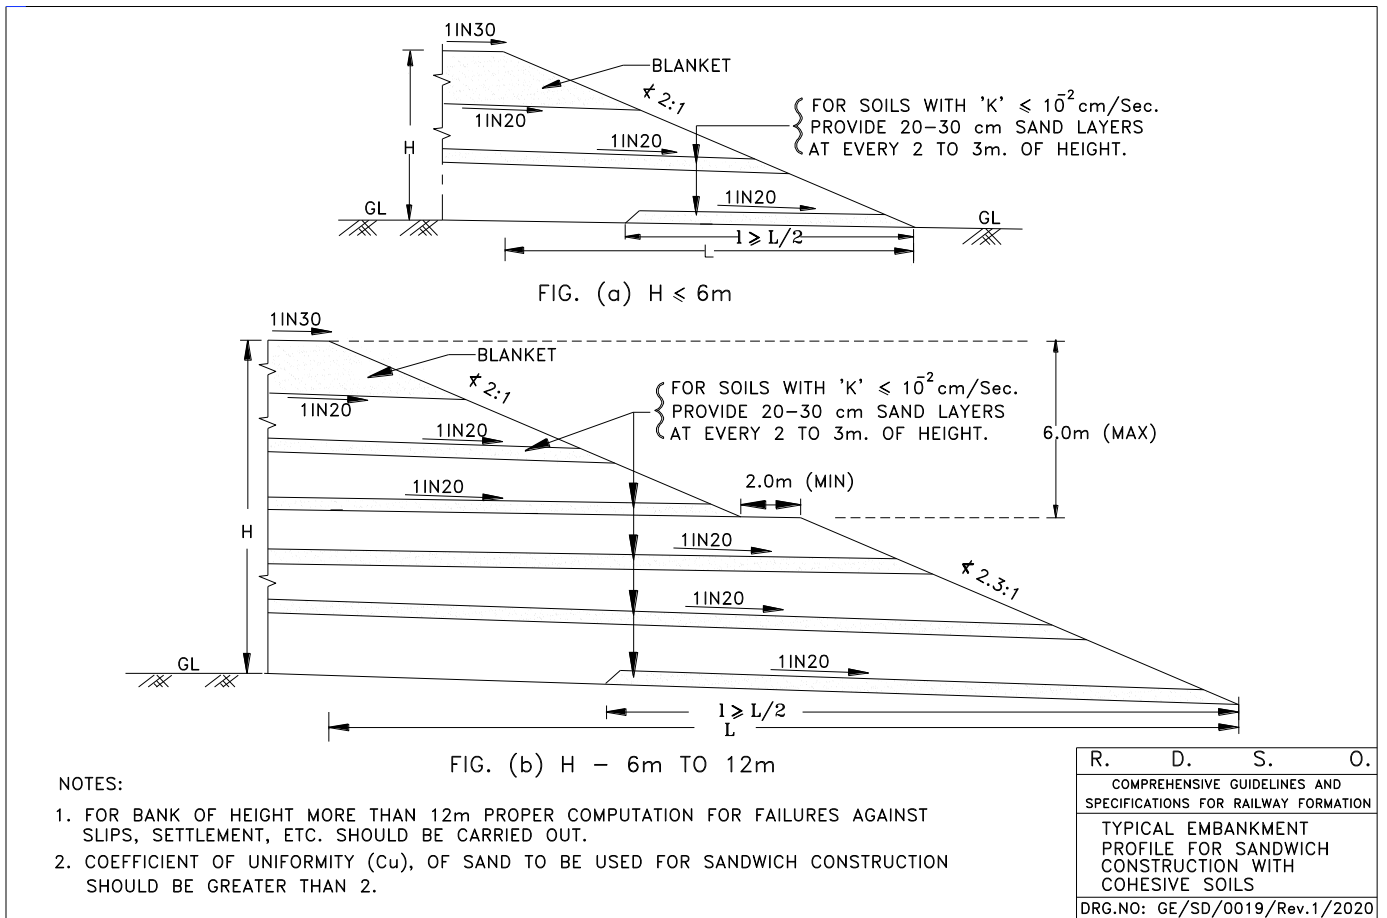 1IN30
BLANKET
∡ 2:1
FOR SOILS WITH 'K' ⩽ 10⁻² cm/Sec.
PROVIDE 20-30 cm SAND LAYERS
AT EVERY 2 TO 3m. OF HEIGHT.
1IN20
1IN20
H
1IN20
GL
GL
l ⩾ L/2
L
FIG. (a) H ⩽ 6m
1IN30
BLANKET
∡ 2:1
FOR SOILS WITH 'K' ⩽ 10⁻² cm/Sec.
PROVIDE 20-30 cm SAND LAYERS
AT EVERY 2 TO 3m. OF HEIGHT.
1IN20
1IN20
6.0m (MAX)
2.0m (MIN)
1IN20
H
1IN20
∡ 2.3:1
1IN20
GL
1IN20
l ⩾ L/2
L
FIG. (b) H - 6m TO 12m
NOTES:
1. FOR BANK OF HEIGHT MORE THAN 12m PROPER COMPUTATION FOR FAILURES AGAINST
SLIPS, SETTLEMENT, ETC. SHOULD BE CARRIED OUT.
2. COEFFICIENT OF UNIFORMITY (Cu), OF SAND TO BE USED FOR SANDWICH CONSTRUCTION
SHOULD BE GREATER THAN 2.
R. D. S. O.
COMPREHENSIVE GUIDELINES AND
SPECIFICATIONS FOR RAILWAY FORMATION
TYPICAL EMBANKMENT
PROFILE FOR SANDWICH
CONSTRUCTION WITH
COHESIVE SOILS
DRG.NO: GE/SD/0019/Rev.1/2020